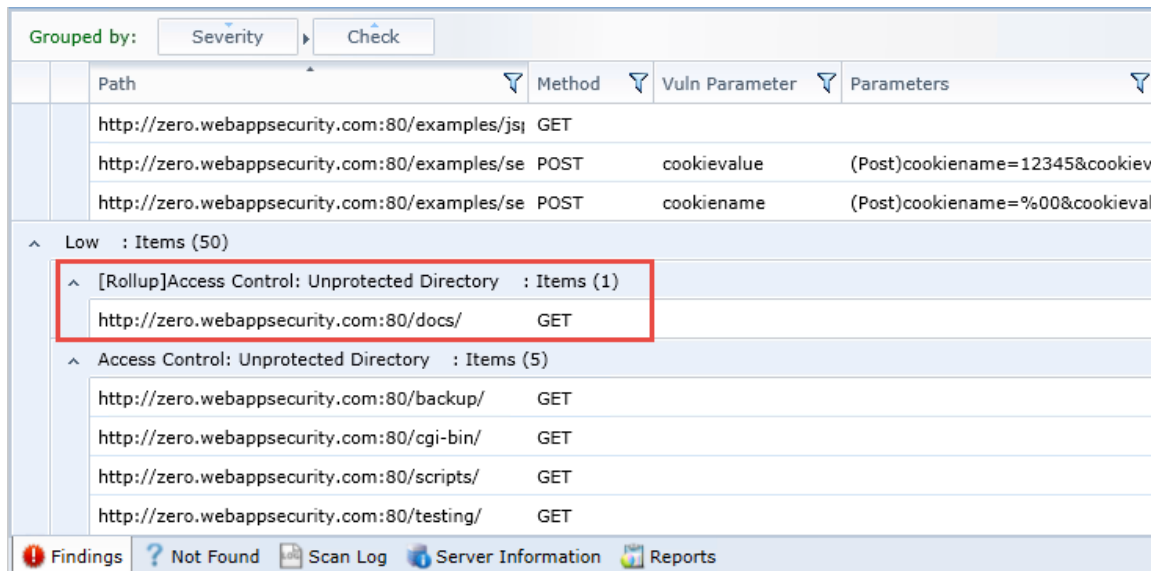 Grouped by: Severity Check
Path Method Vuln Parameter Parameters
http://zero.webappsecurity.com:80/examples/jsp GET
http://zero.webappsecurity.com:80/examples/se POST cookievalue (Post)cookiename=12345&cookiev
http://zero.webappsecurity.com:80/examples/se POST cookiename (Post)cookiename=%00&cookieval
Low : Items (50)
[Rollup]Access Control: Unprotected Directory : Items (1)
http://zero.webappsecurity.com:80/docs/ GET
Access Control: Unprotected Directory : Items (5)
http://zero.webappsecurity.com:80/backup/ GET
http://zero.webappsecurity.com:80/cgi-bin/ GET
http://zero.webappsecurity.com:80/scripts/ GET
http://zero.webappsecurity.com:80/testing/ GET
Findings Not Found Scan Log Server Information Reports